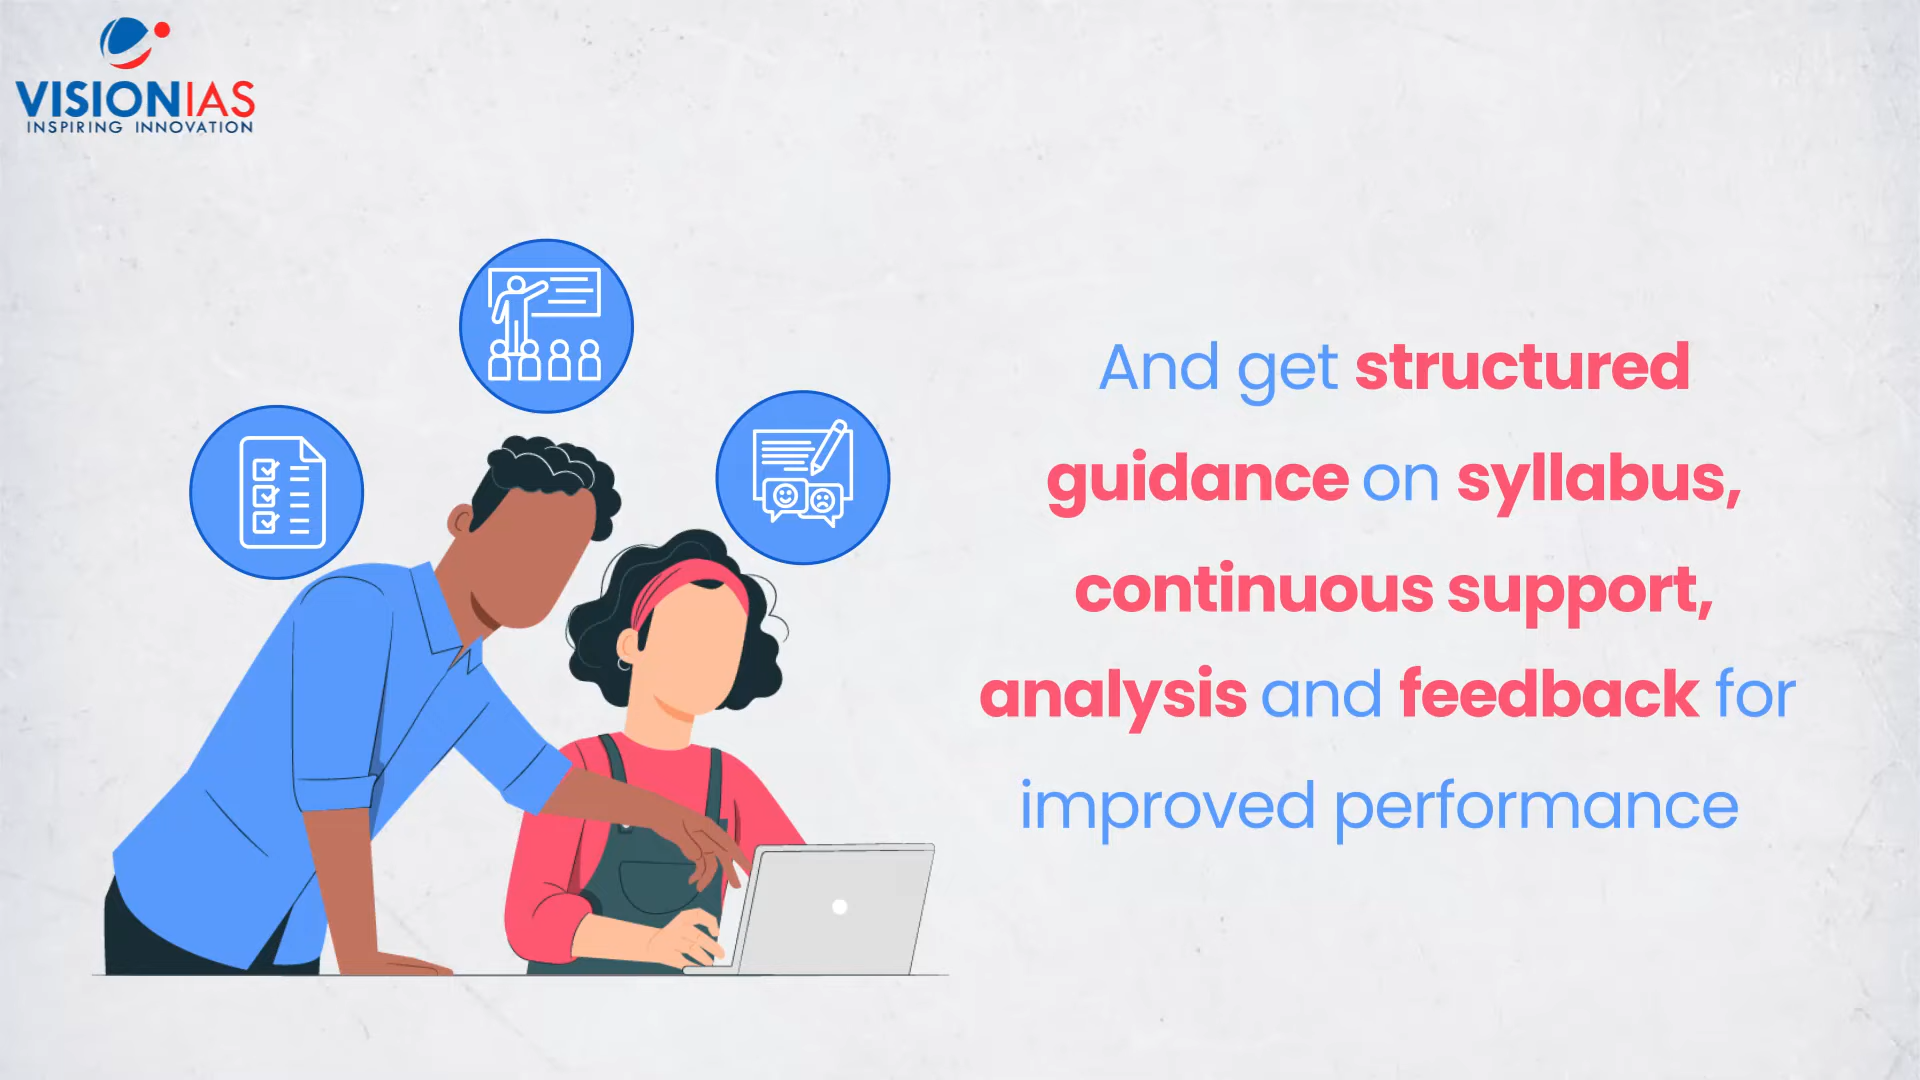 VISIONIAS
INSPIRING INNOVATION
And get structured
guidance on syllabus,
continuous support,
analysis and feedback for
improved performance